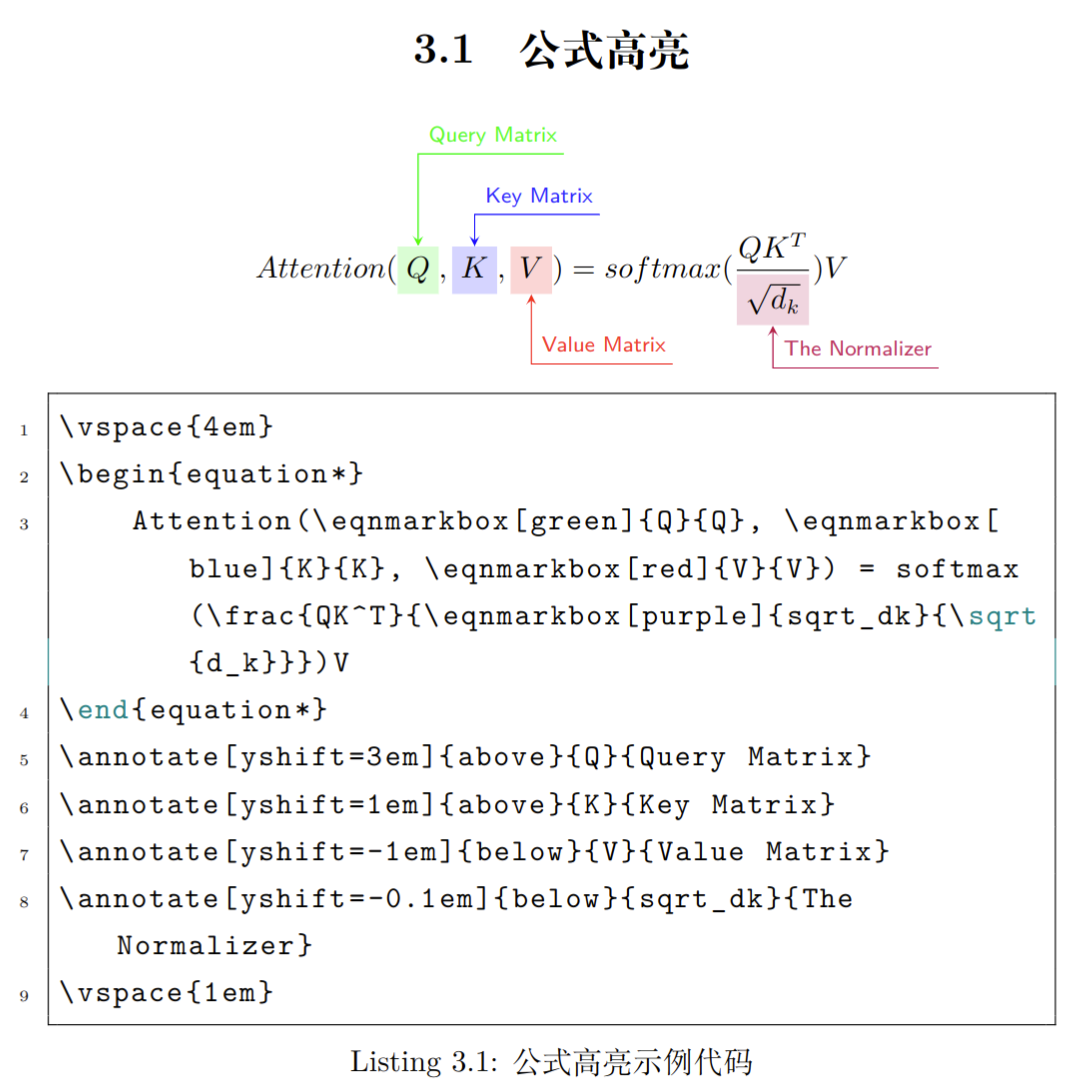 3.1 公式高亮
Query Matrix
Key Matrix
Attention(Q, K, V) = softmax(\frac{QK^T}{\sqrt{d_k}})V
Value Matrix
The Normalizer
1 \vspace{4em}
2 \begin{equation*}
3 Attention(\eqnmarkbox[green]{Q}{Q}, \eqnmarkbox[
blue]{K}{K}, \eqnmarkbox[red]{V}{V}) = softmax
(\frac{QK^T}{\eqnmarkbox[purple]{sqrt_dk}{\sqrt
{d_k}}})V
4 \end{equation*}
5 \annotate[yshift=3em]{above}{Q}{Query Matrix}
6 \annotate[yshift=1em]{above}{K}{Key Matrix}
7 \annotate[yshift=-1em]{below}{V}{Value Matrix}
8 \annotate[yshift=-0.1em]{below}{sqrt_dk}{The
Normalizer}
9 \vspace{1em}
Listing 3.1: 公式高亮示例代码